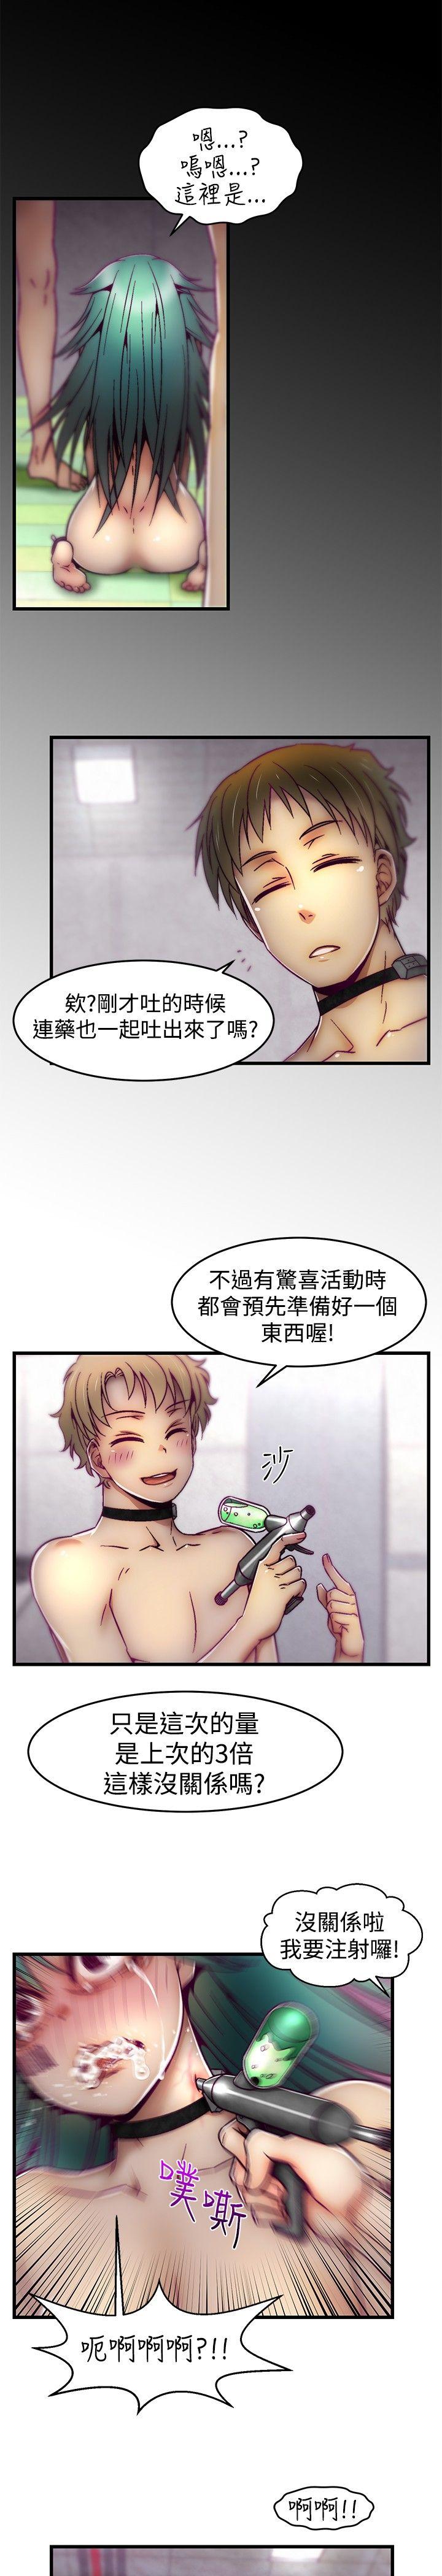 嗯...?
嗚嗯...?
這裡是...
欸?剛才吐的時候
連藥也一起吐出來了嗎?
不過有驚喜活動時
都會預先準備好一個
東西喔!
沙
只是這次的量
是上次的3倍
這樣沒關係嗎?
沒關係啦
我要注射囉!
噗嘶
呃啊啊啊?!!
啊啊!!